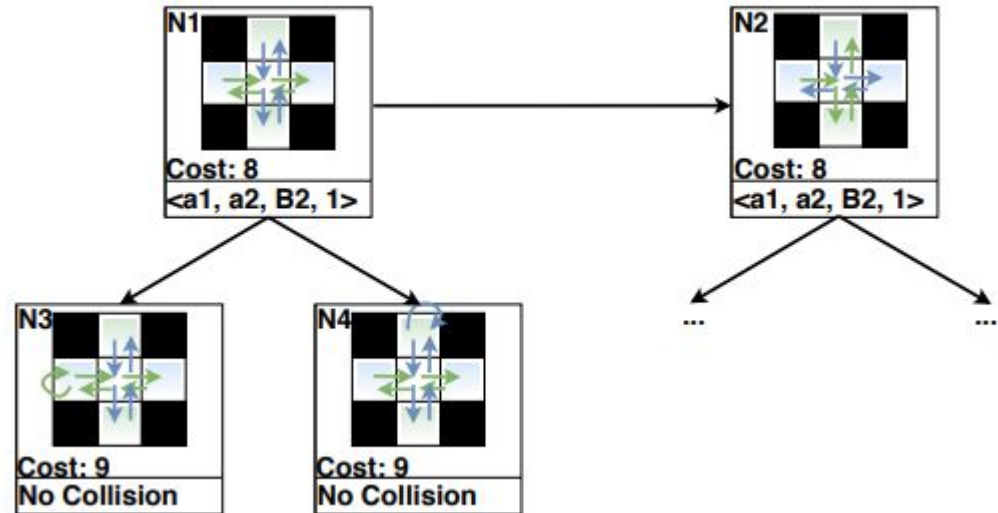 N1
Cost: 8
<a1, a2, B2, 1>
N2
Cost: 8
<a1, a2, B2, 1>
N3
Cost: 9
No Collision
N4
Cost: 9
No Collision
...
...